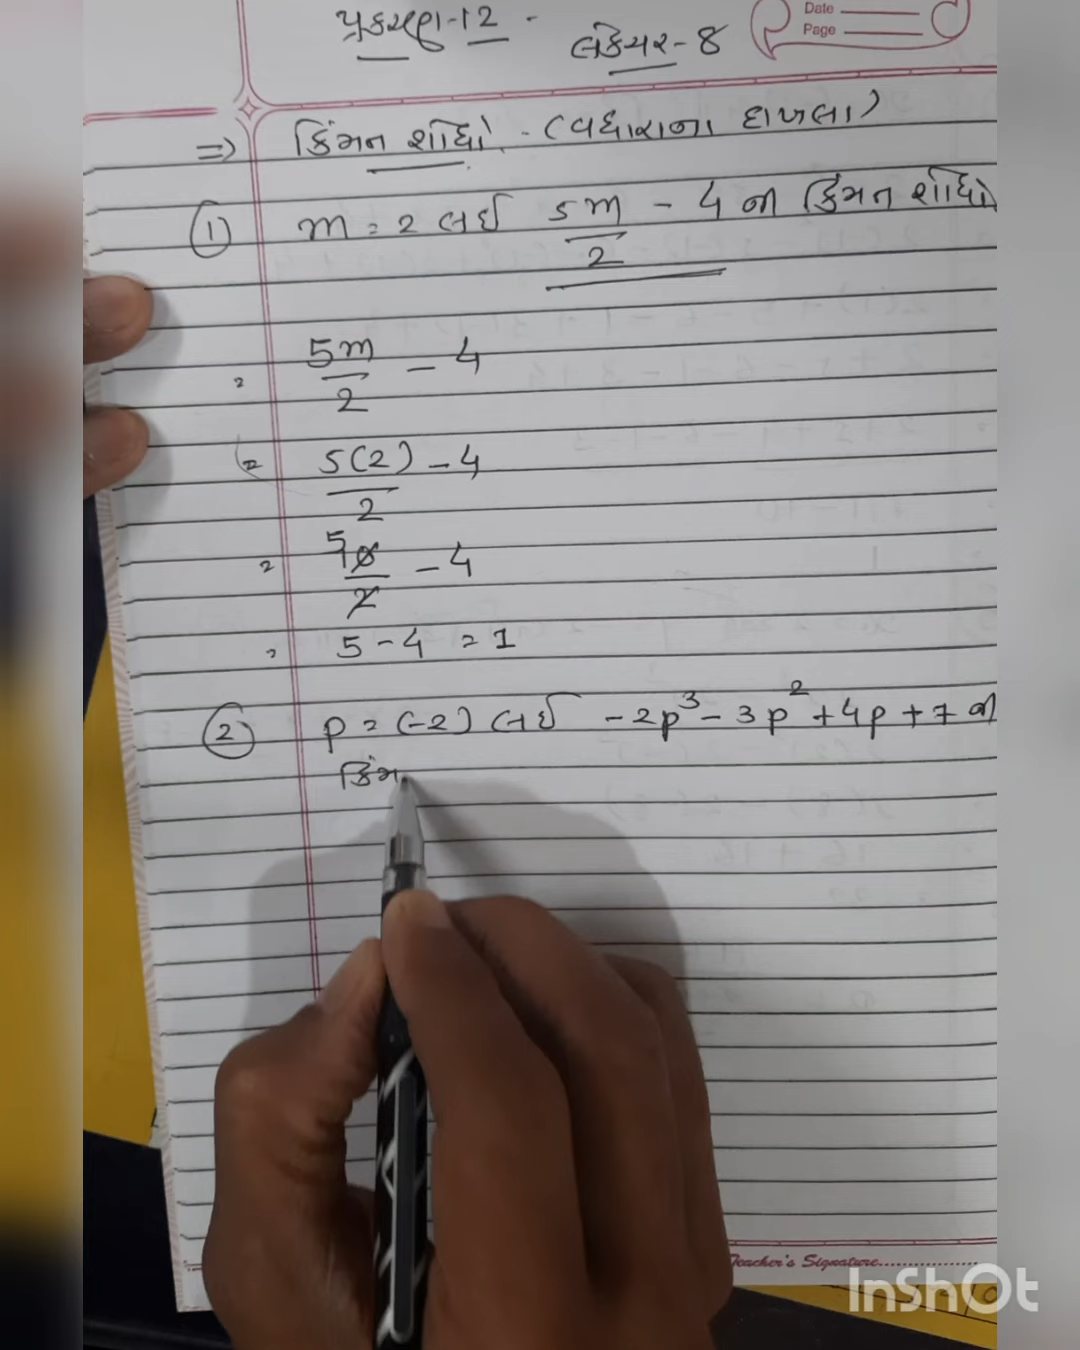 પ્રકરણ-12 -
લેકચર-8
Date
Page
=> કિંમત શોધો. (વધારાના દાખલા)
① m = 2 લઈ 5m/2 - 4 ની કિંમત શોધો
= 5m/2 - 4
= 5(2)/2 - 4
= 10/2 - 4
5
= 5 - 4 = 1
② p = (-2) લઈ -2p³ - 3p² + 4p + 7 ની
કિંમ
Teacher's Signature
InShOt